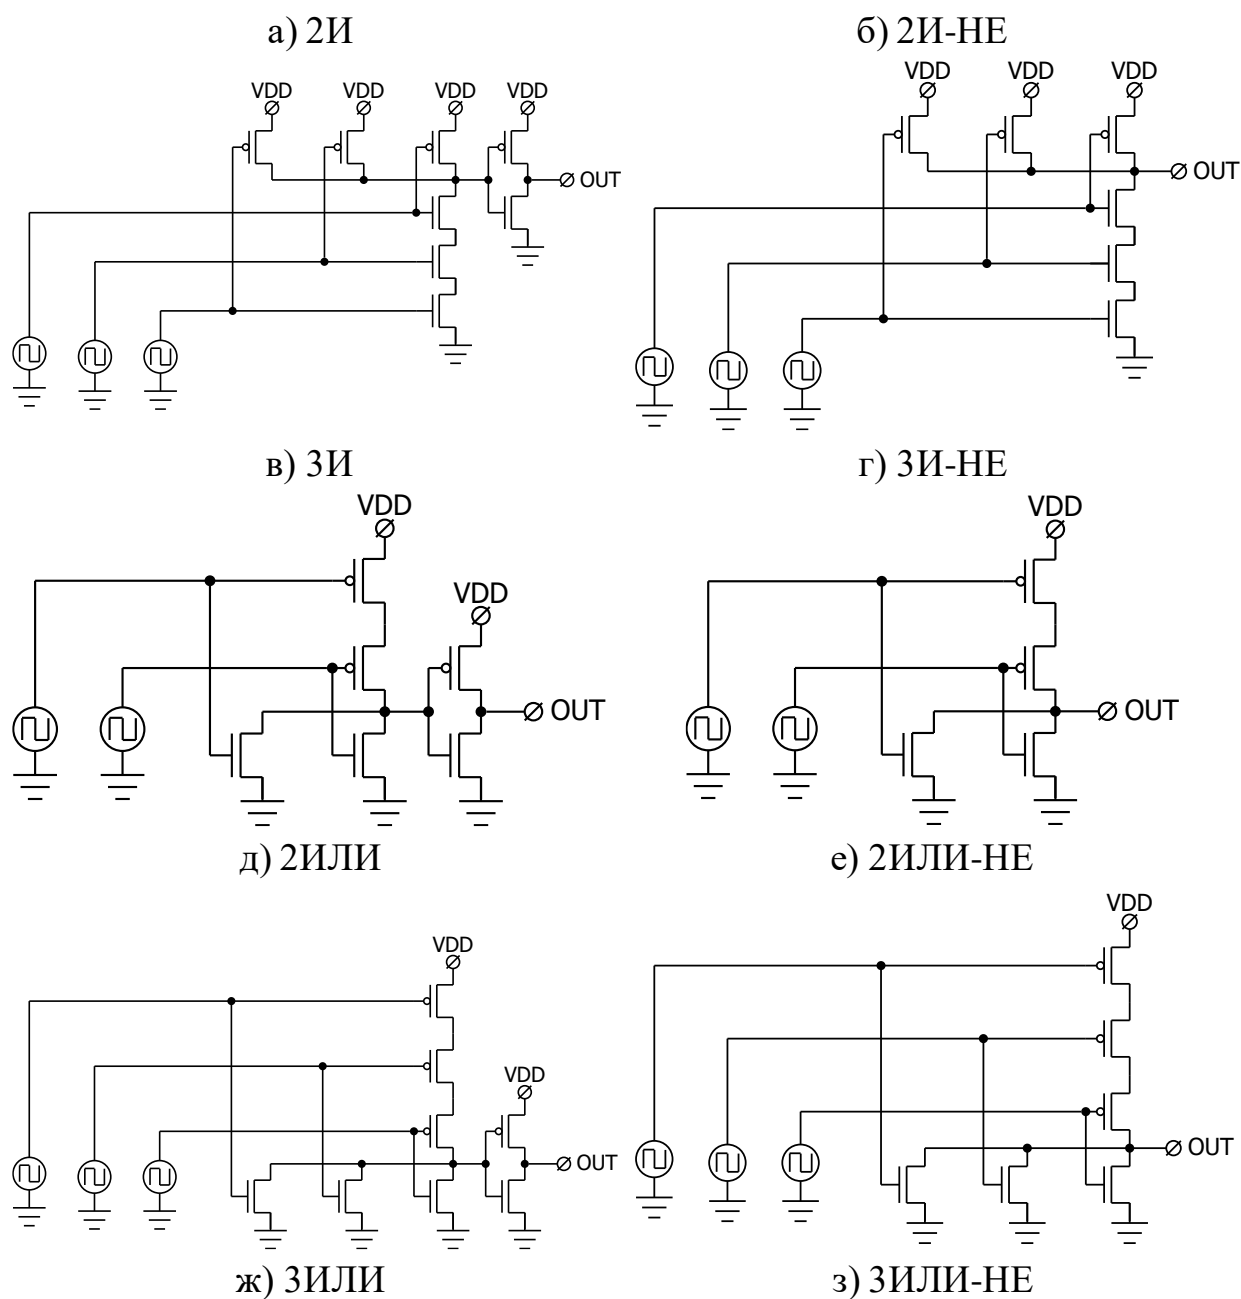 а) 2И
б) 2И-НЕ
VDD VDD VDD VDD
OUT
VDD VDD VDD
OUT
в) 3И
г) 3И-НЕ
VDD
VDD
OUT
VDD
OUT
д) 2ИЛИ
е) 2ИЛИ-НЕ
VDD
VDD
OUT
VDD
OUT
ж) 3ИЛИ
з) 3ИЛИ-НЕ